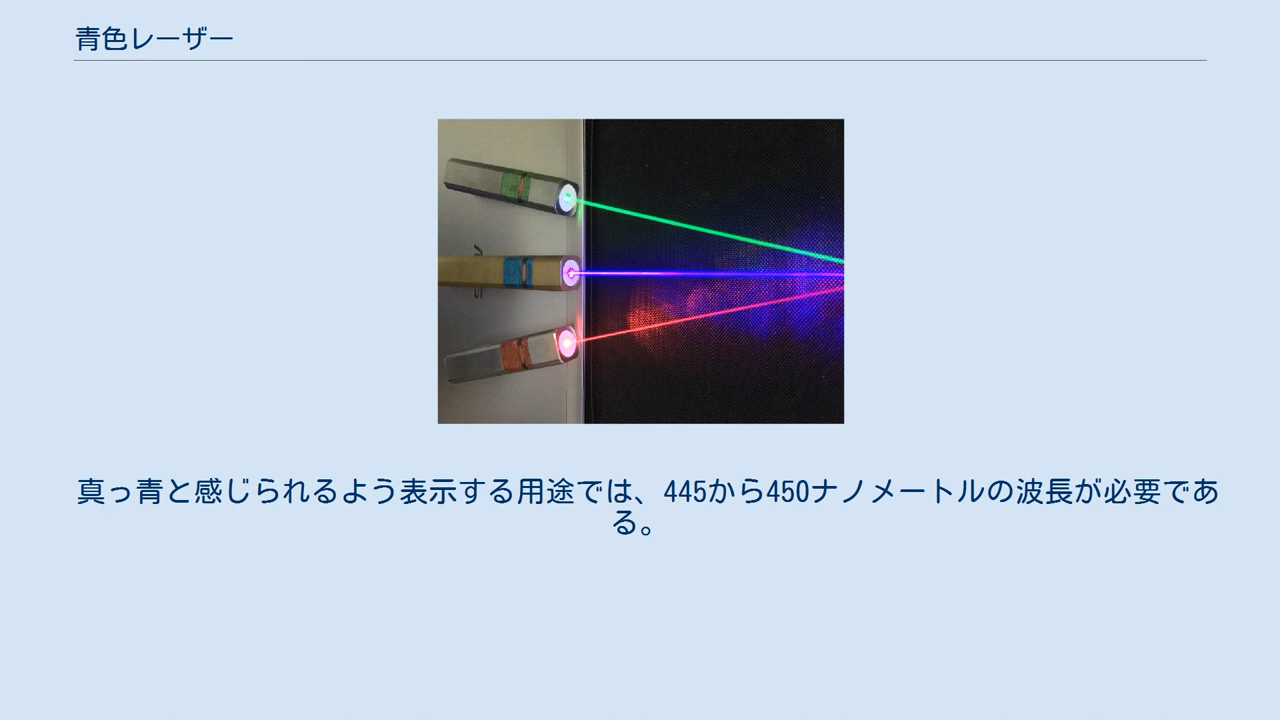 青色レーザー
真っ青と感じられるよう表示する用途では、445から450ナノメートルの波長が必要であ
る。